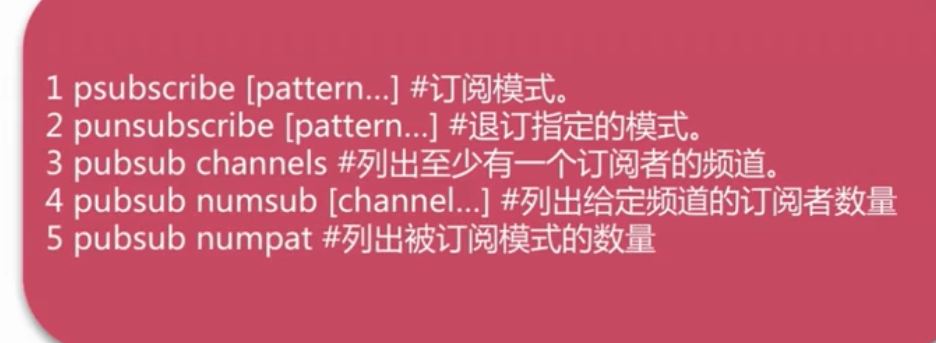 1 psubscribe [pattern...] #订阅模式。
2 punsubscribe [pattern...] #退订指定的模式。
3 pubsub channels #列出至少有一个订阅者的频道。
4 pubsub numsub [channel...] #列出给定频道的订阅者数量
5 pubsub numpat #列出被订阅模式的数量